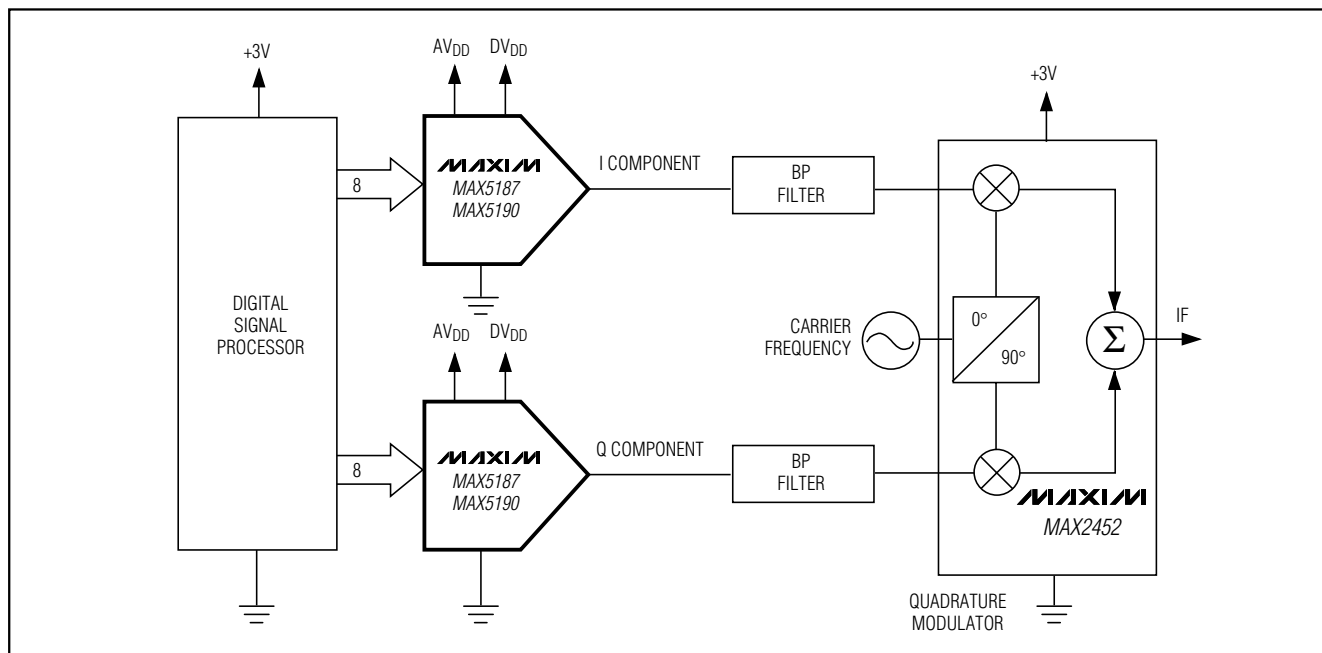 +3V
AVDD
DVDD
+3V
8
MAXIM
MAX5187
MAX5190
I COMPONENT
BP
FILTER
DIGITAL
SIGNAL
PROCESSOR
AVDD
DVDD
CARRIER
FREQUENCY
0°
90°
Σ
IF
8
MAXIM
MAX5187
MAX5190
Q COMPONENT
BP
FILTER
MAXIM
MAX2452
QUADRATURE
MODULATOR